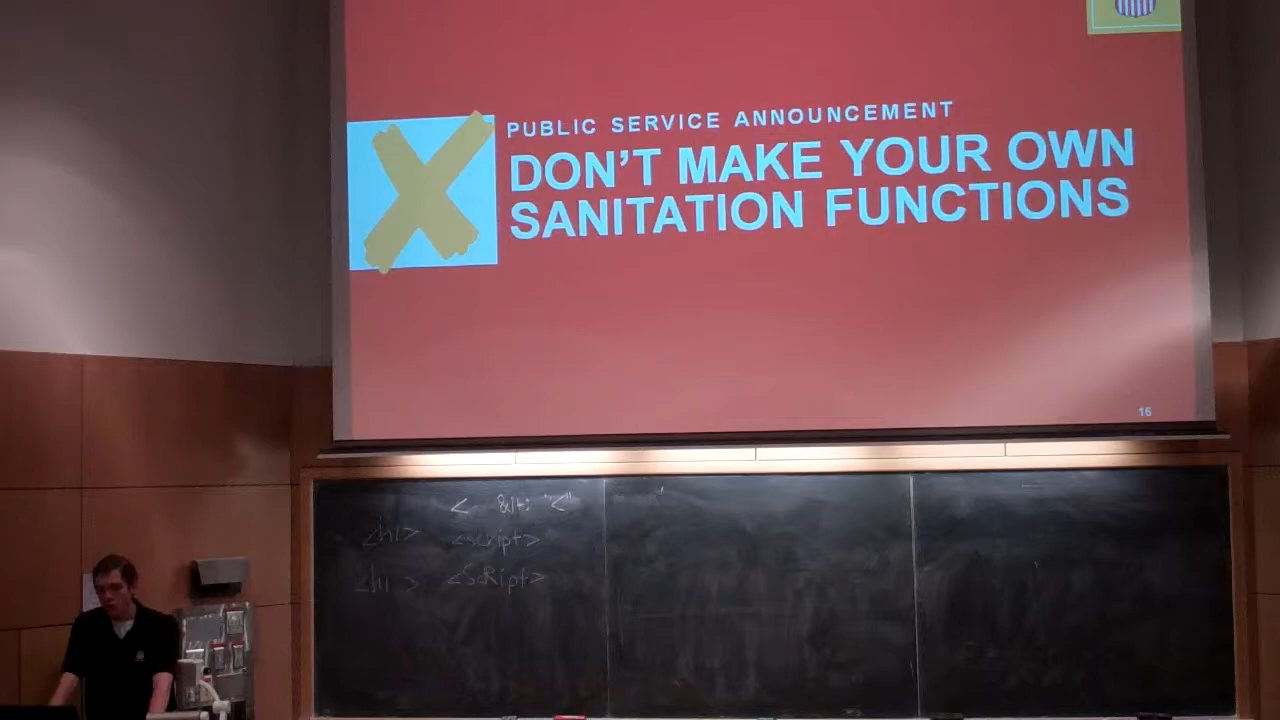 PUBLIC SERVICE ANNOUNCEMENT
DON'T MAKE YOUR OWN
SANITATION FUNCTIONS
16
< &lt; "<"
<h1> <script>
<h1 > <ScRipt>